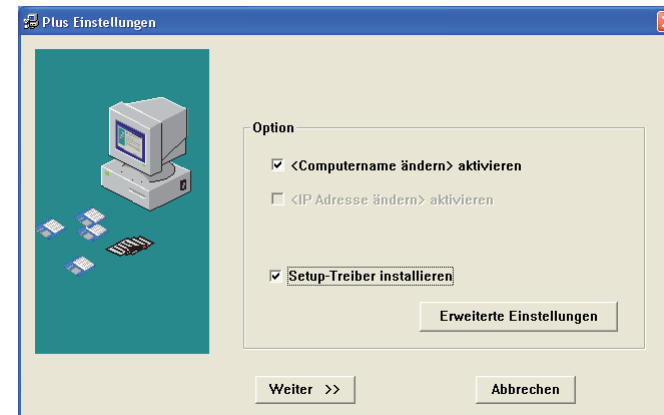 Plus Einstellungen
Option
<Computername ändern> aktivieren
<IP Adresse ändern> aktivieren
Setup-Treiber installieren
Erweiterte Einstellungen
Weiter >>
Abbrechen